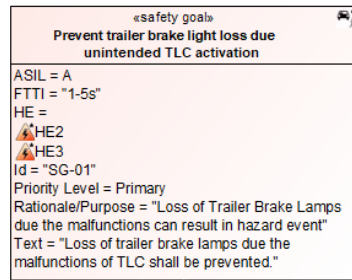 «safety goal»
Prevent trailer brake light loss due
unintended TLC activation
ASIL = A
FTTI = "1-5s"
HE =
HE2
HE3
Id = "SG-01"
Priority Level = Primary
Rationale/Purpose = "Loss of Trailer Brake Lamps
due the malfunctions can result in hazard event"
Text = "Loss of trailer brake lamps due the
malfunctions of TLC shall be prevented."